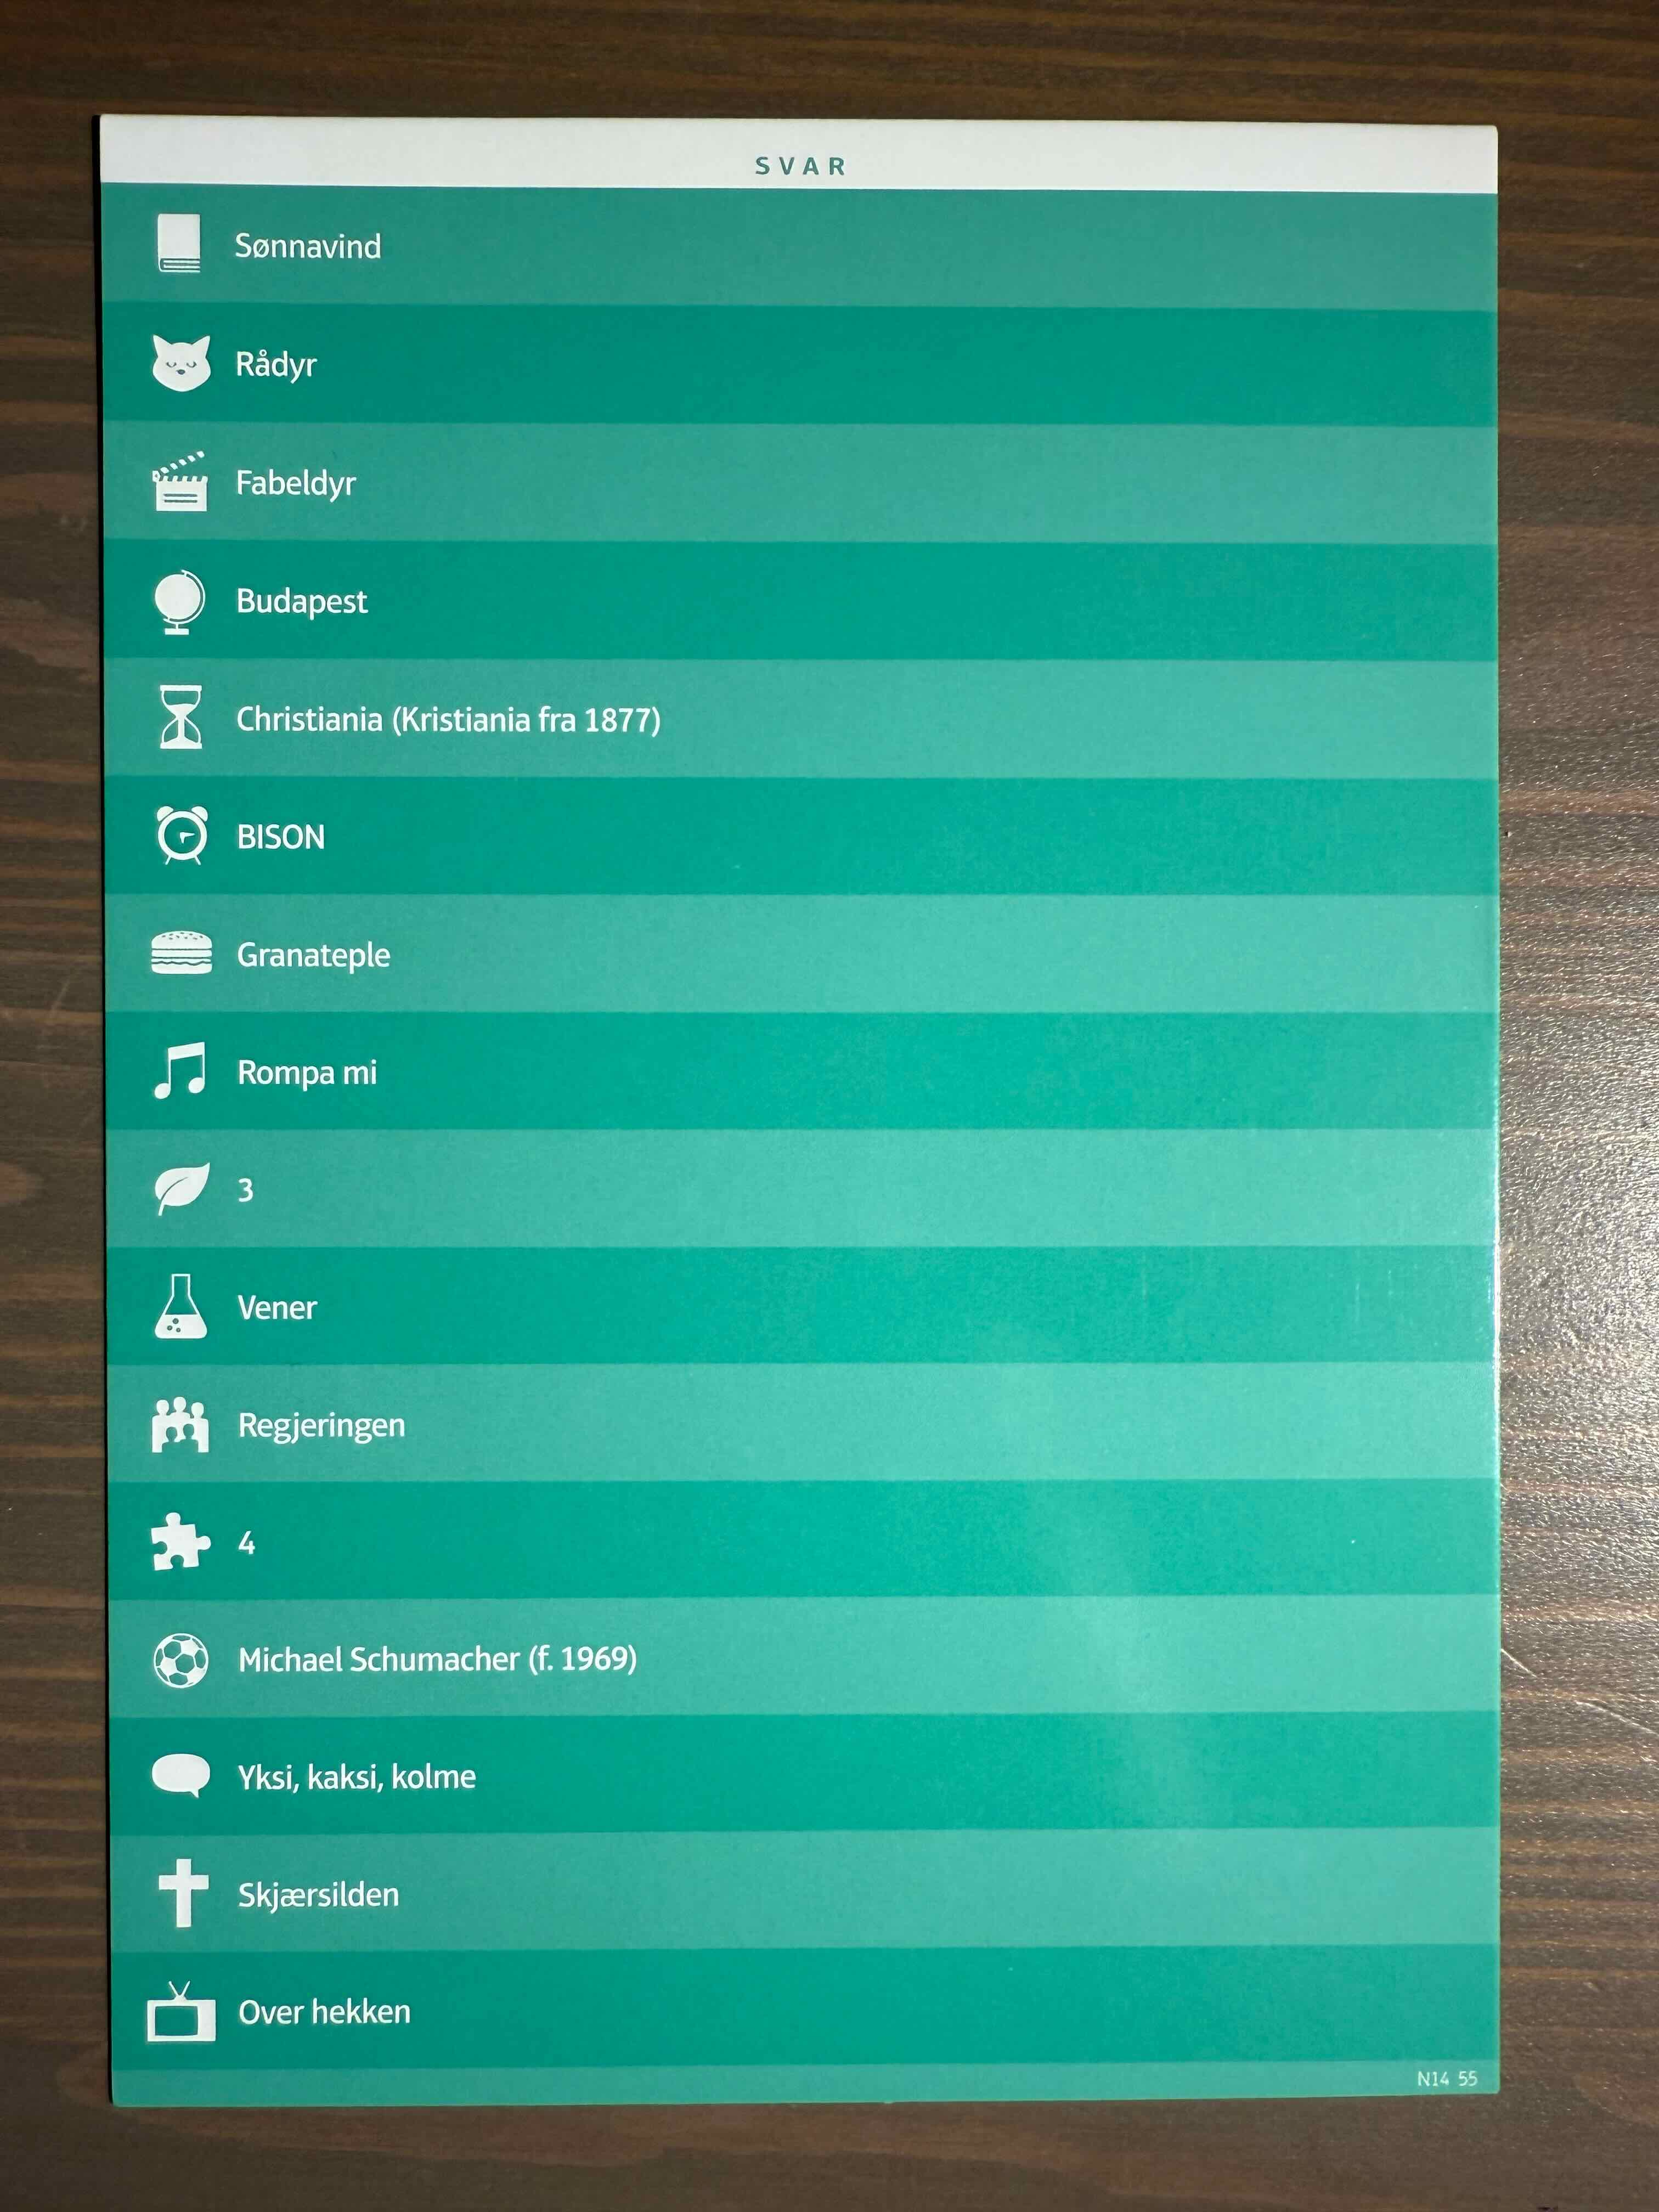 SVAR
Sønnavind
Rådyr
Fabeldyr
Budapest
Christiania (Kristiania fra 1877)
BISON
Granateple
Rompa mi
3
Vener
Regjeringen
4
Michael Schumacher (f. 1969)
Yksi, kaksi, kolme
Skjærsilden
Over hekken
N14 55